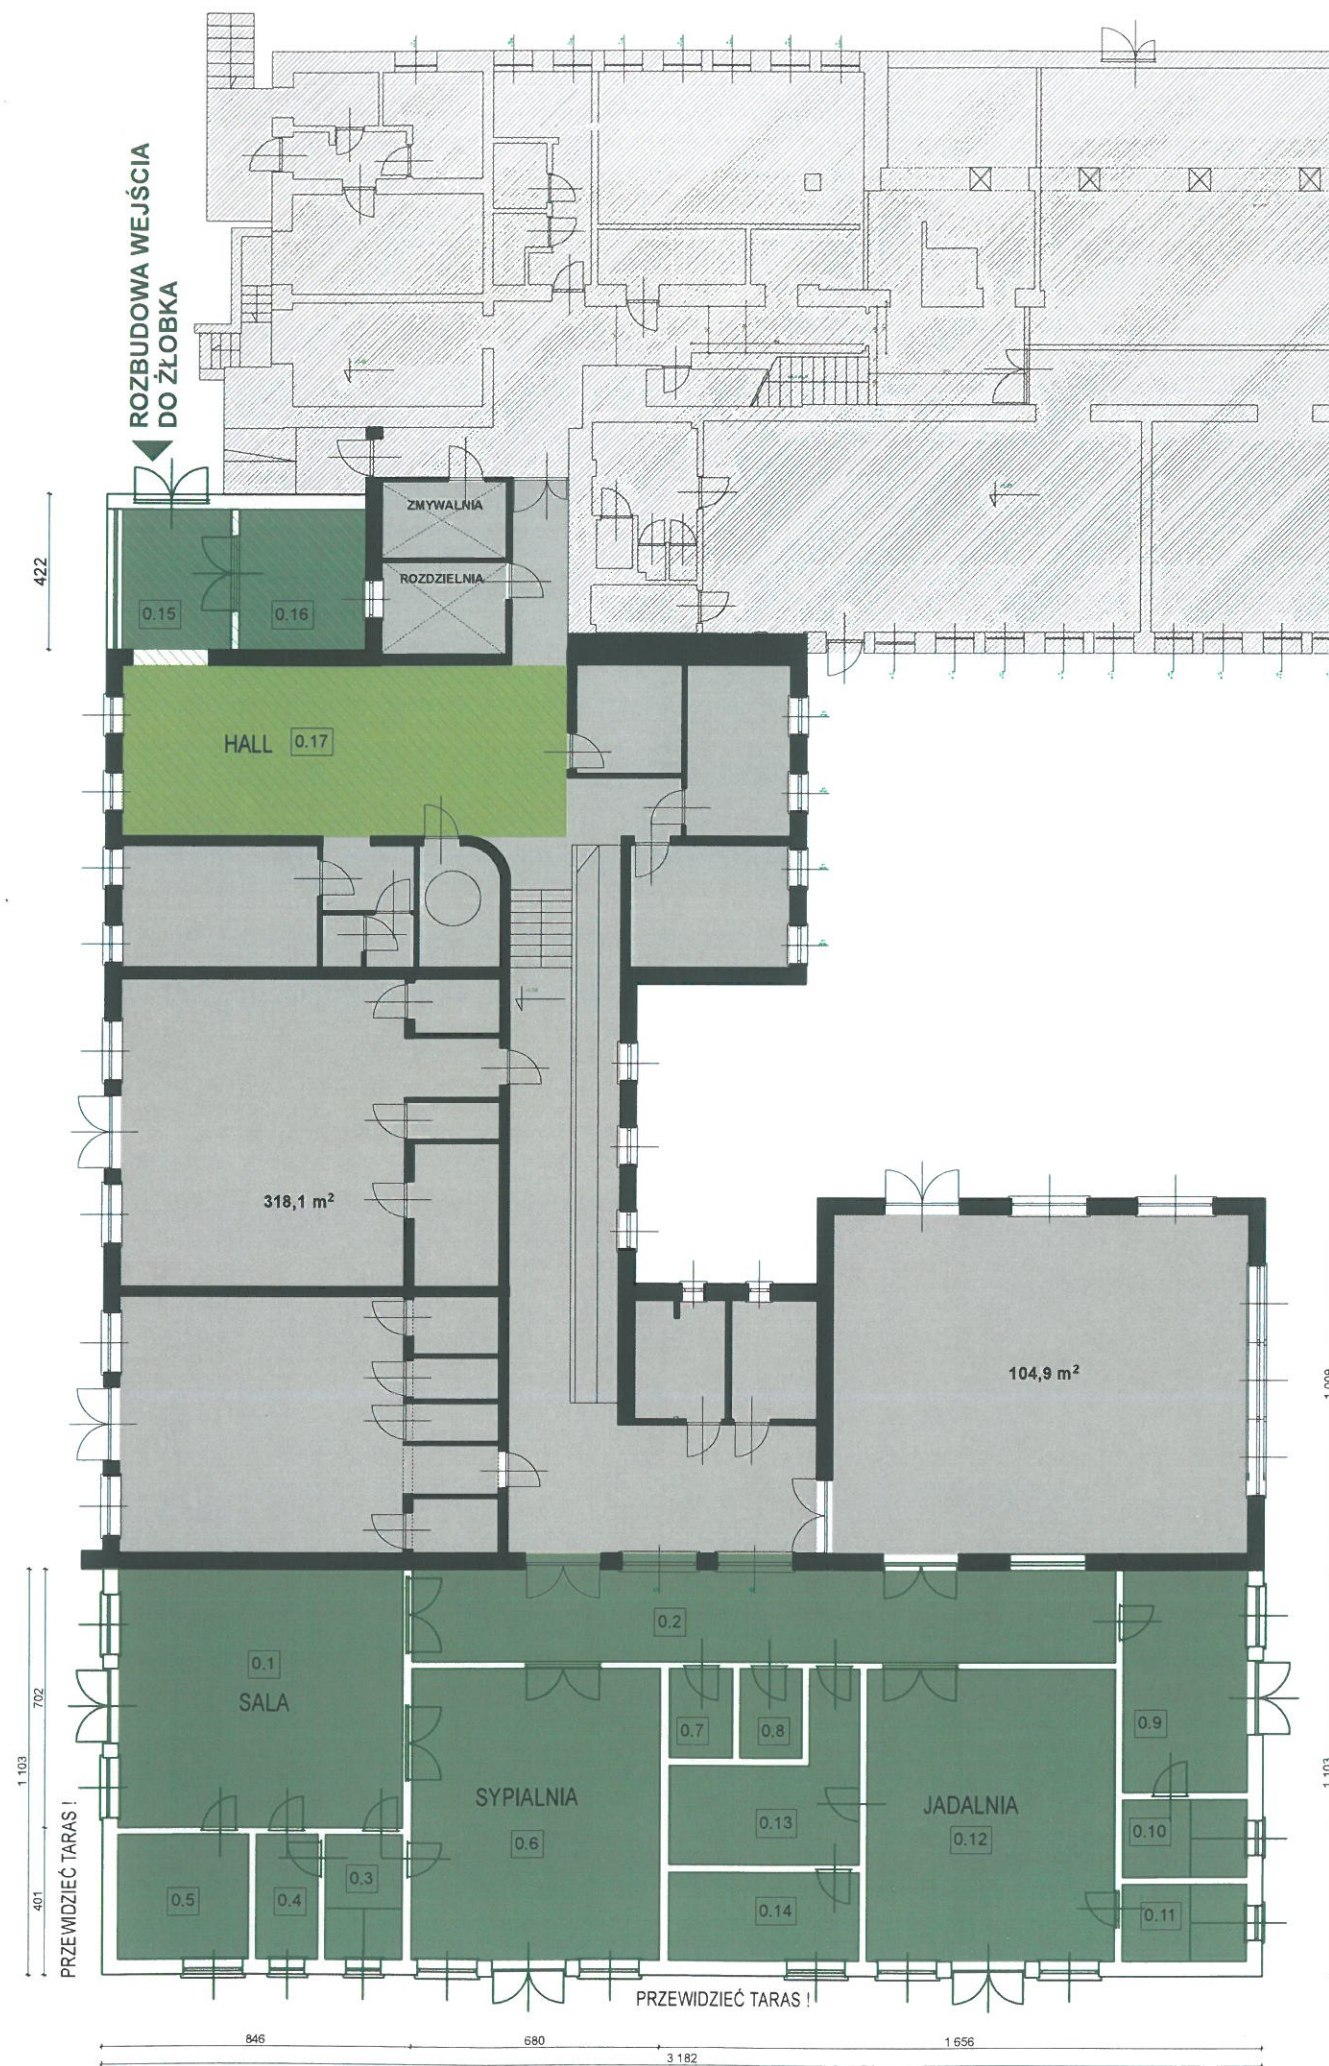 ROZBUDOWA WEJŚCIA
DO ŻŁOBKA
422
ZMYWALNIA
ROZDZIELNIA
0.15
0.16
HALL
0.17
318,1 m²
104,9 m²
0.2
0.1
SALA
0.7
0.8
0.9
SYPIALNIA
0.6
0.13
JADALNIA
0.12
0.10
0.3
0.4
0.5
0.14
0.11
702
1 103
401
1 103
PRZEWIDZIEĆ TARAS !
PRZEWIDZIEĆ TARAS !
846
680
1 656
3 182